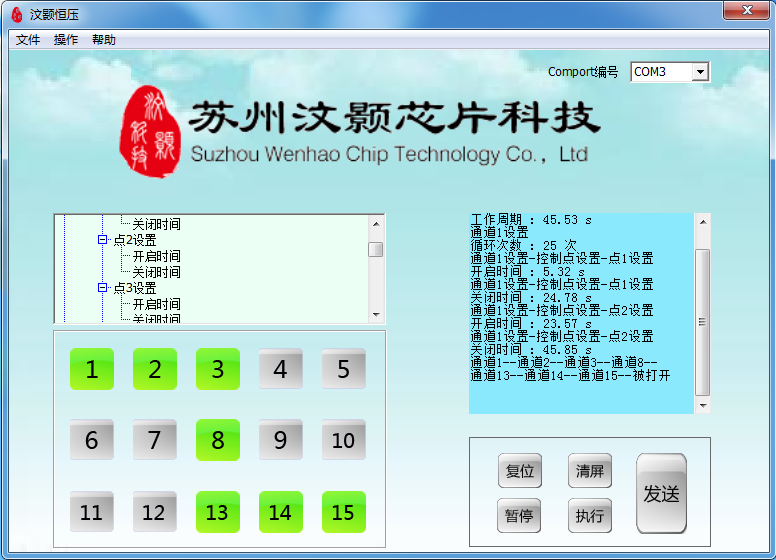 汶颢恒压
文件 操作 帮助
Comport编号 COM3
汶颢科技
苏州汶颢芯片科技
Suzhou Wenhao Chip Technology Co., Ltd
关闭时间
点2设置
开启时间
关闭时间
点3设置
开启时间
关闭时间
工作周期 : 45.53 s
通道1设置
循环次数 : 25 次
通道1设置-控制点设置-点1设置
开启时间 : 5.32 s
通道1设置-控制点设置-点1设置
关闭时间 : 24.78 s
通道1设置-控制点设置-点2设置
开启时间 : 23.57 s
通道1设置-控制点设置-点2设置
关闭时间 : 45.85 s
通道1--通道2--通道3--通道8--
通道13--通道14--通道15--被打开
1 2 3 4 5
6 7 8 9 10
11 12 13 14 15
复位 清屏
发送
暂停 执行